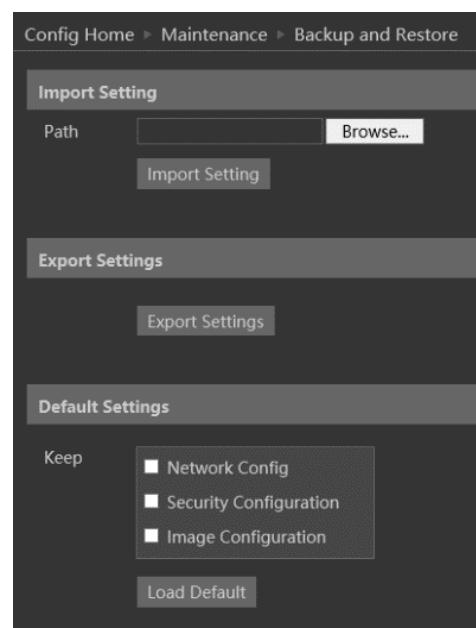 Config Home ▶ Maintenance ▶ Backup and Restore
Import Setting
Path Browse...
Import Setting
Export Settings
Export Settings
Default Settings
Keep
Network Config
Security Configuration
Image Configuration
Load Default